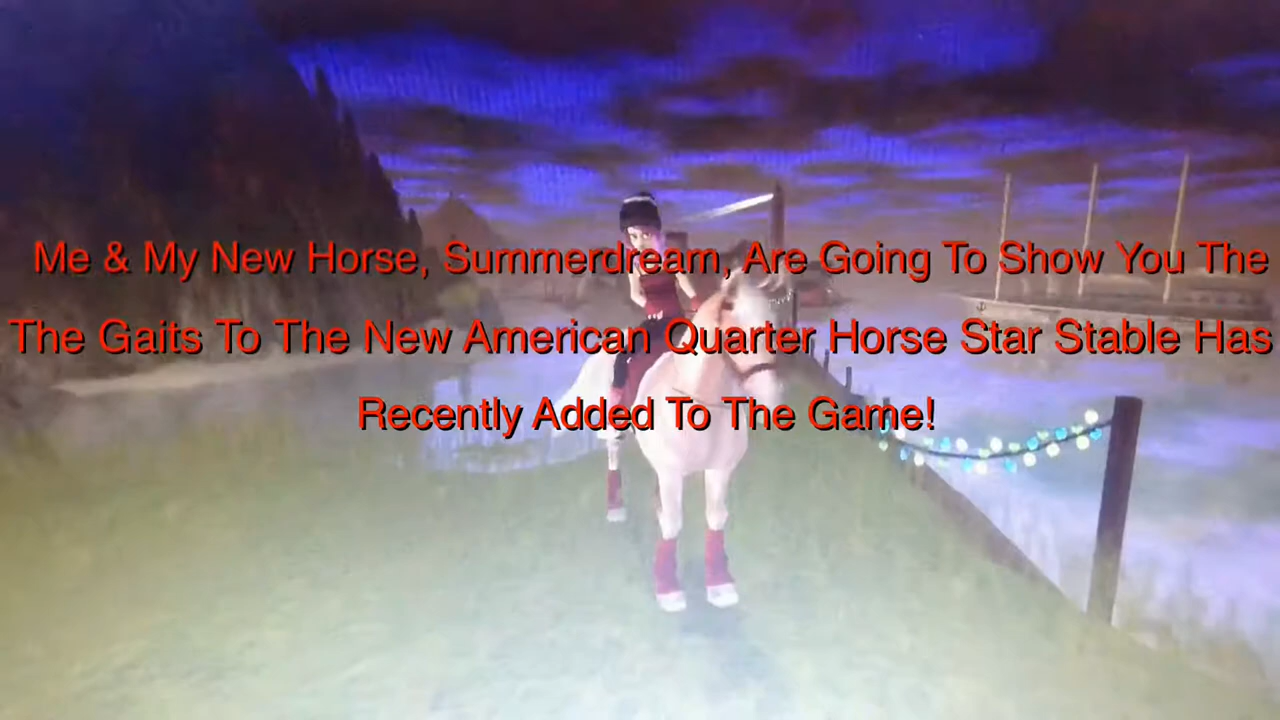 Me & My New Horse, Summerdream, Are Going To Show You The
The Gaits To The New American Quarter Horse Star Stable Has
Recently Added To The Game!